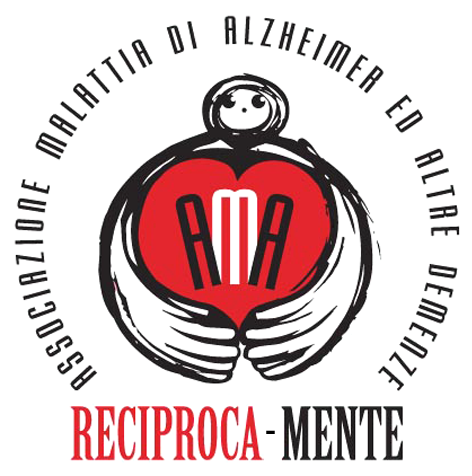 ASSOCIAZIONE MALATTIA DI ALZHEIMER ED ALTRE DEMENZE
AMA
RECIPROCA-MENTE